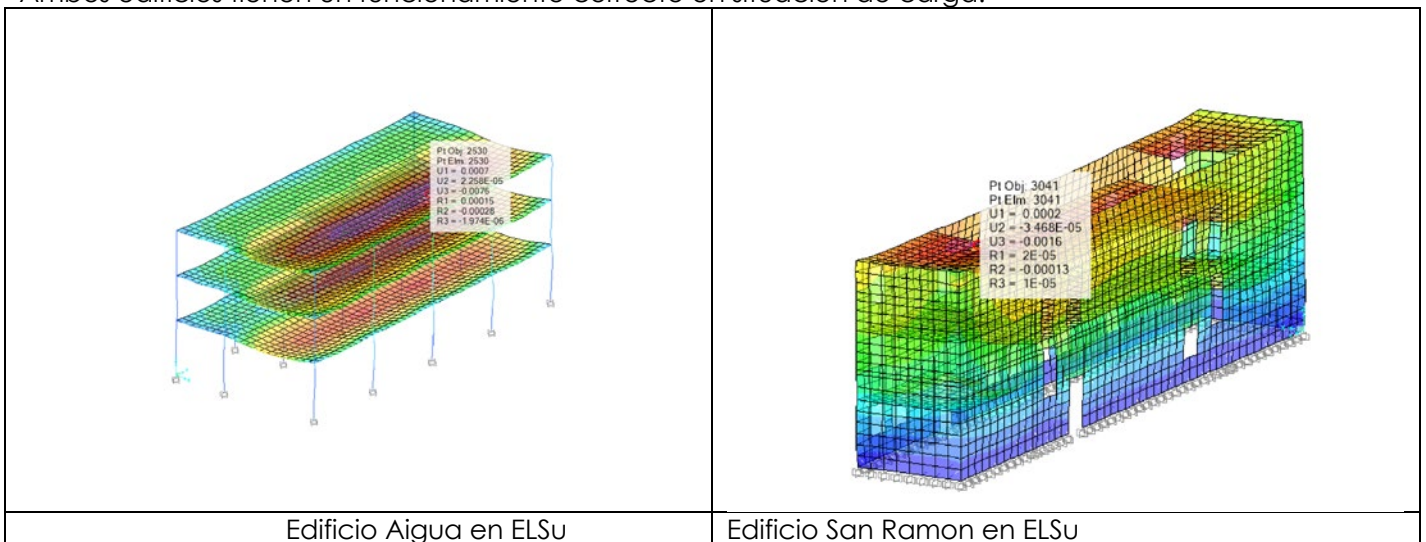 Ambos edificios tienen un funcionamiento correcto en situación de carga.
Pt Obj: 2530
Pt Elm: 2530
U1 = 0.0007
U2 = 2.258E-05
U3 = -0.0076
R1 = 0.00015
R2 = -0.00028
R3 = -1.974E-06
Pt Obj: 3041
Pt Elm: 3041
U1 = 0.0002
U2 = -3.468E-05
U3 = -0.0016
R1 = 2E-05
R2 = -0.00013
R3 = 1E-05
Edificio Aigua en ELSu
Edificio San Ramon en ELSu